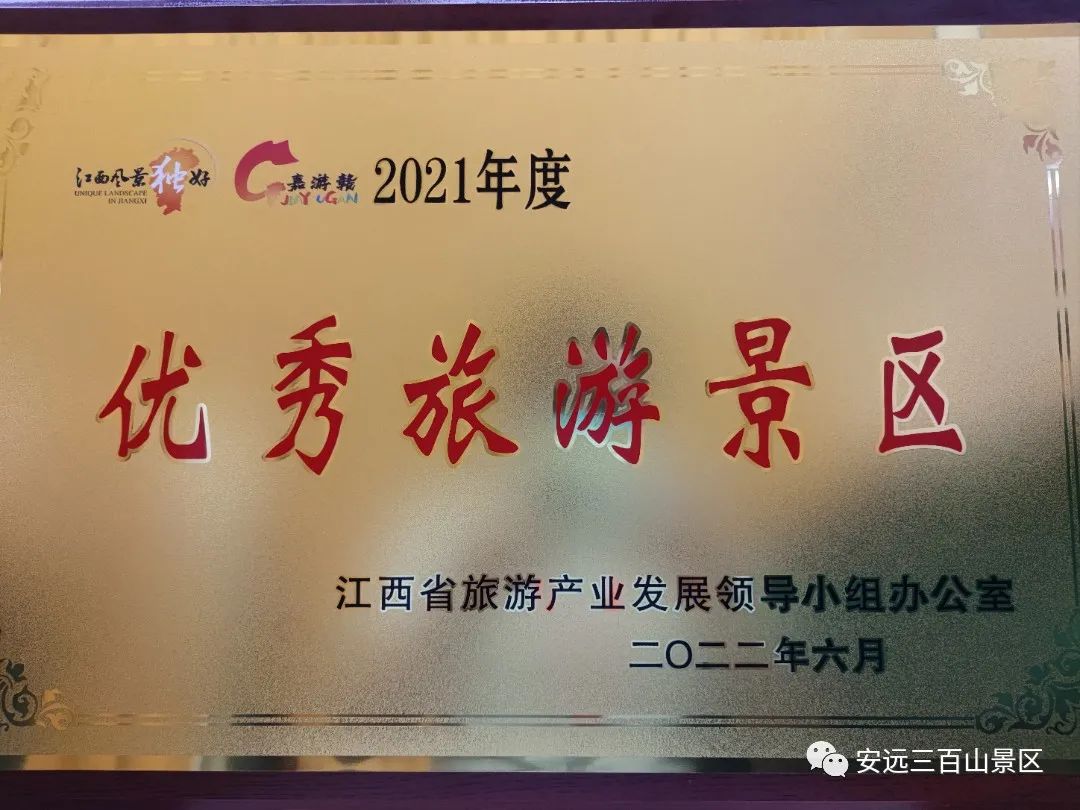 江西风景独好
UNIQUE LANDSCAPE
IN JIANGXI
嘉游赣
JIAYOUGAN
2021年度
优秀旅游景区
江西省旅游产业发展领导小组办公室
二〇二二年六月
安远三百山景区